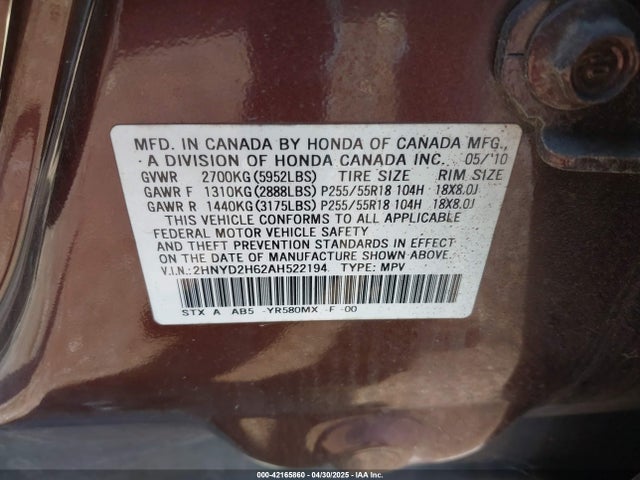 MFD. IN CANADA BY HONDA OF CANADA MFG.,
A DIVISION OF HONDA CANADA INC. 05/'10
GVWR 2700KG(5952LBS) TIRE SIZE RIM SIZE
GAWR F 1310KG(2888LBS) P255/55R18 104H 18X8.0J
GAWR R 1440KG(3175LBS) P255/55R18 104H 18X8.0J
THIS VEHICLE CONFORMS TO ALL APPLICABLE
FEDERAL MOTOR VEHICLE SAFETY
AND THEFT PREVENTION STANDARDS IN EFFECT
ON THE DATE OF MANUFACTURE SHOWN ABOVE.
V.I.N.: 2HNYD2H62AH522194 TYPE: MPV
STX A AB5 -YR580MX -F -00
000-42165860 - 04/30/2025 - IAA Inc.